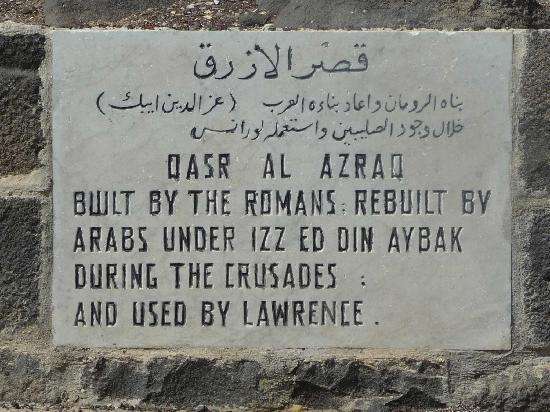 قصر الازرق
بناه الرومان واعاد بناءه العرب (عز الدين ايبك)
خلال وجود الصليبين واستعمله لورانس
QASR AL AZRAQ
BUILT BY THE ROMANS : REBUILT BY
ARABS UNDER IZZ ED DIN AYBAK
DURING THE CRUSADES :
AND USED BY LAWRENCE .